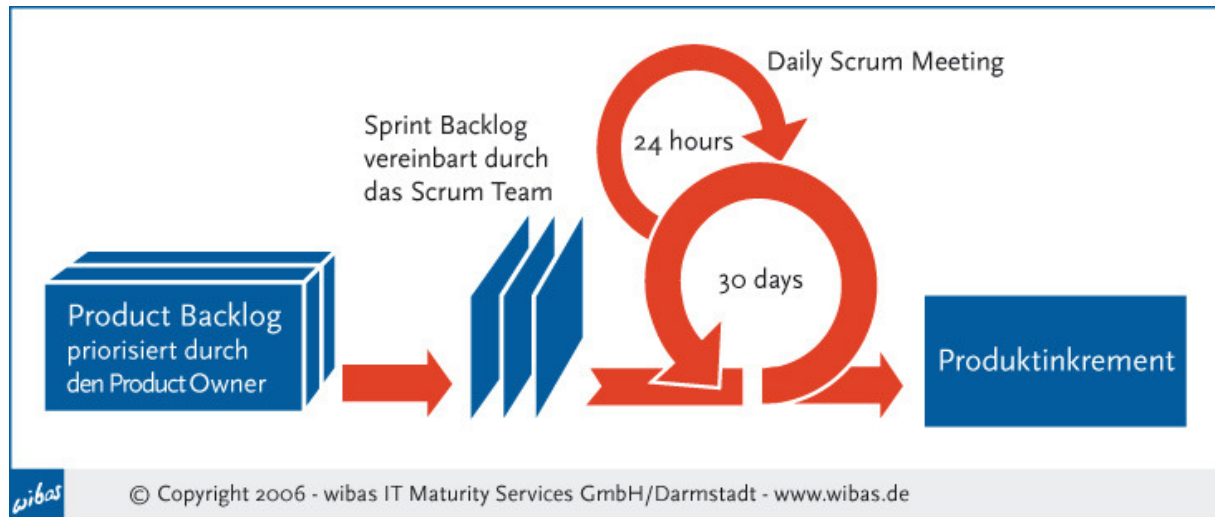 Daily Scrum Meeting
Sprint Backlog
vereinbart durch
das Scrum Team
24 hours
30 days
Product Backlog
priorisiert durch
den Product Owner
Produktinkrement
wibas
© Copyright 2006 - wibas IT Maturity Services GmbH/Darmstadt - www.wibas.de